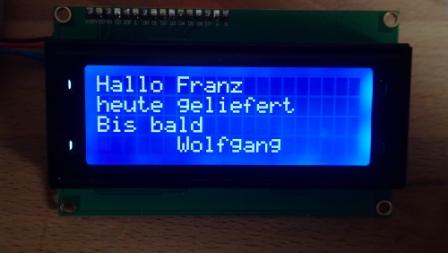 Hallo Franz
heute geliefert
Bis bald
Wolfgang